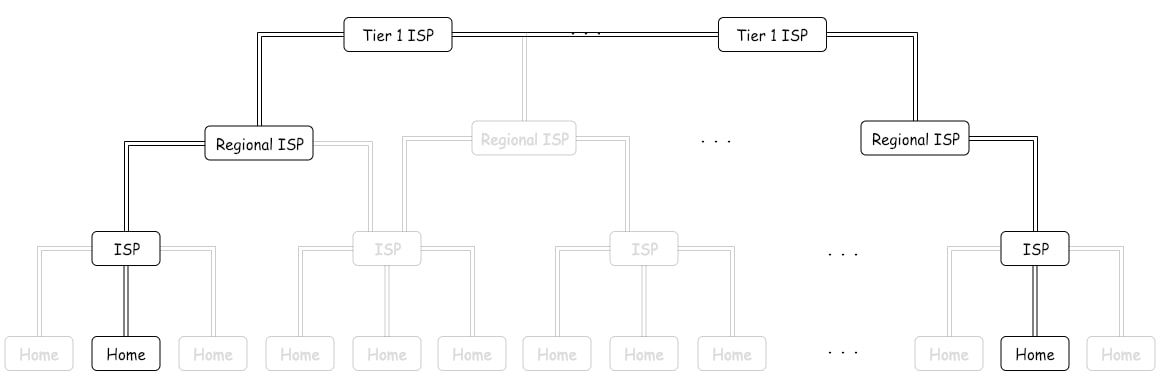 Tier 1 ISP . . . Tier 1 ISP
Regional ISP Regional ISP . . . Regional ISP
ISP ISP ISP . . . ISP
Home Home Home Home Home Home Home Home Home . . . Home Home Home